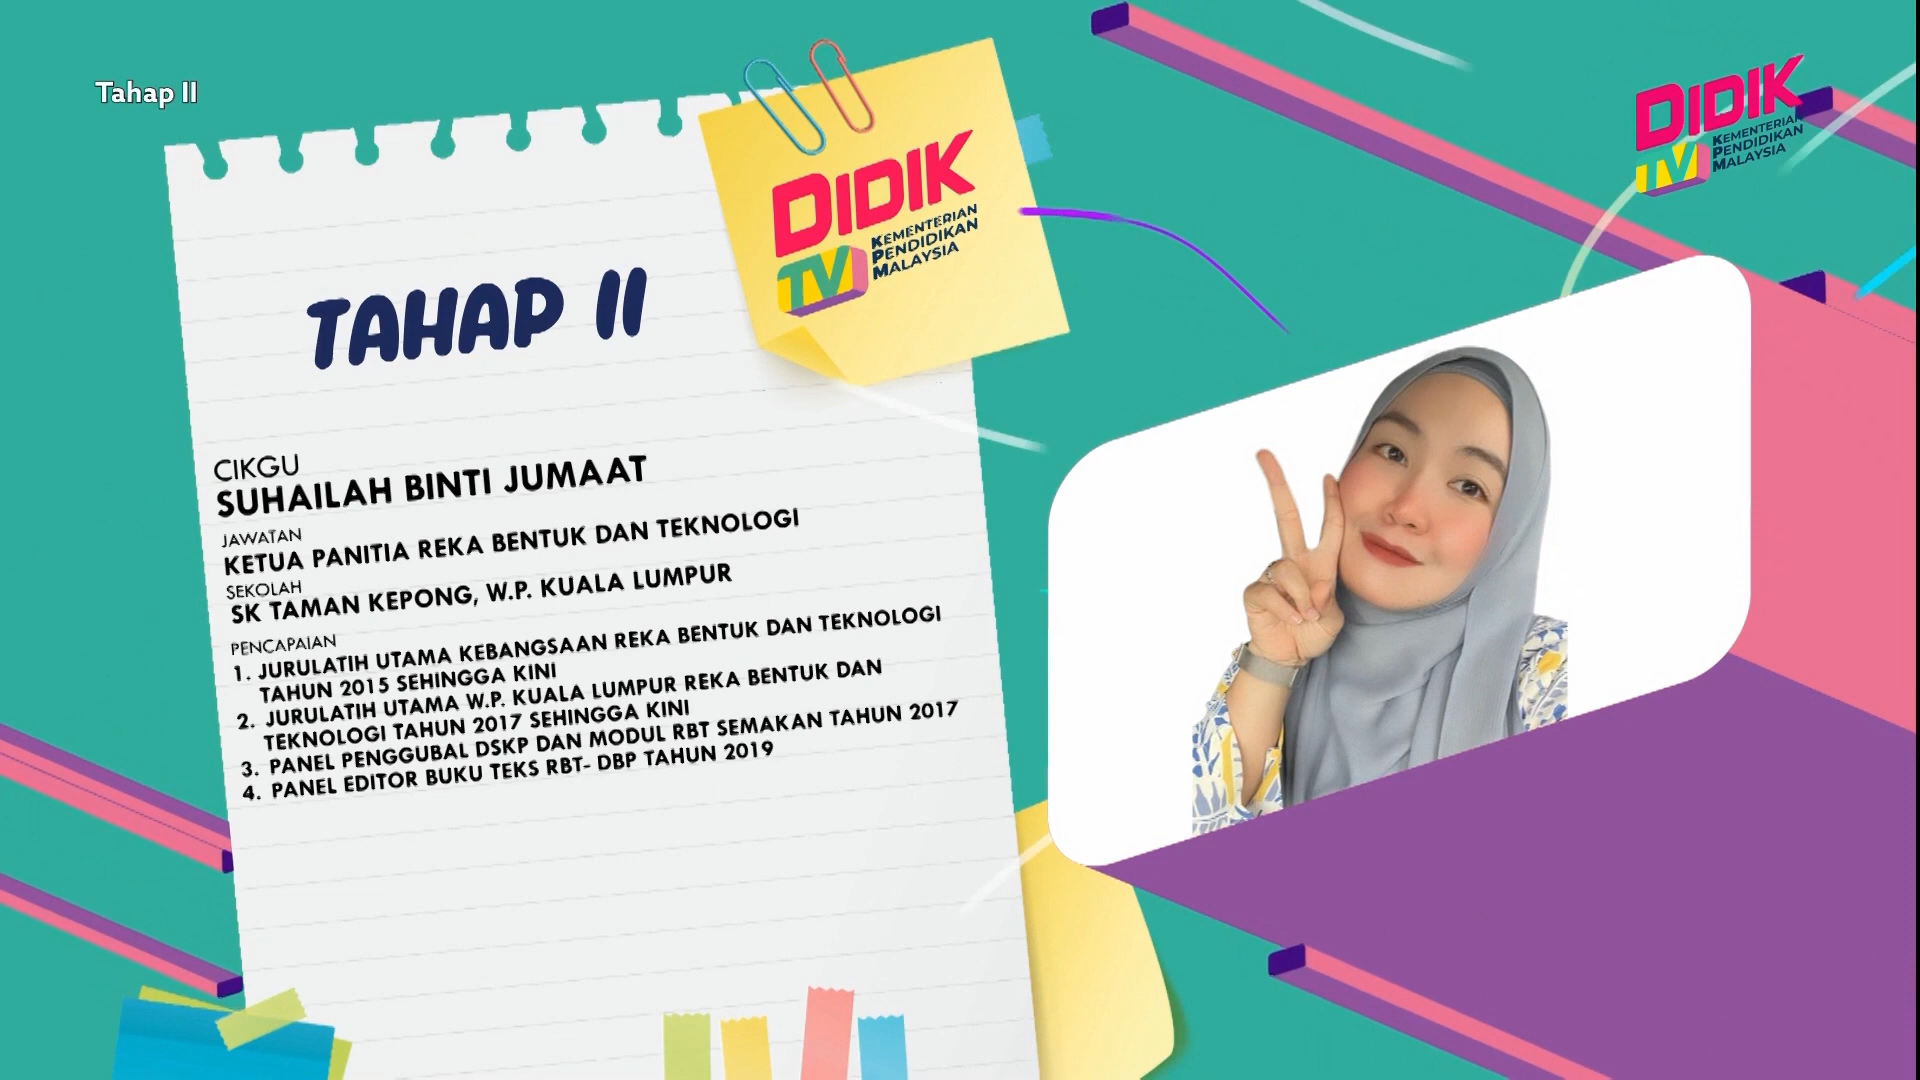 Tahap II
DIDIK
TV
KEMENTERIAN
PENDIDIKAN
MALAYSIA
DIDIK
TV
KEMENTERIAN
PENDIDIKAN
MALAYSIA
TAHAP II
CIKGU
SUHAILAH BINTI JUMAAT
JAWATAN
KETUA PANITIA REKA BENTUK DAN TEKNOLOGI
SEKOLAH
SK TAMAN KEPONG, W.P. KUALA LUMPUR
PENCAPAIAN
1. JURULATIH UTAMA KEBANGSAAN REKA BENTUK DAN TEKNOLOGI
TAHUN 2015 SEHINGGA KINI
2. JURULATIH UTAMA W.P. KUALA LUMPUR REKA BENTUK DAN
TEKNOLOGI TAHUN 2017 SEHINGGA KINI
3. PANEL PENGGUBAL DSKP DAN MODUL RBT SEMAKAN TAHUN 2017
4. PANEL EDITOR BUKU TEKS RBT- DBP TAHUN 2019